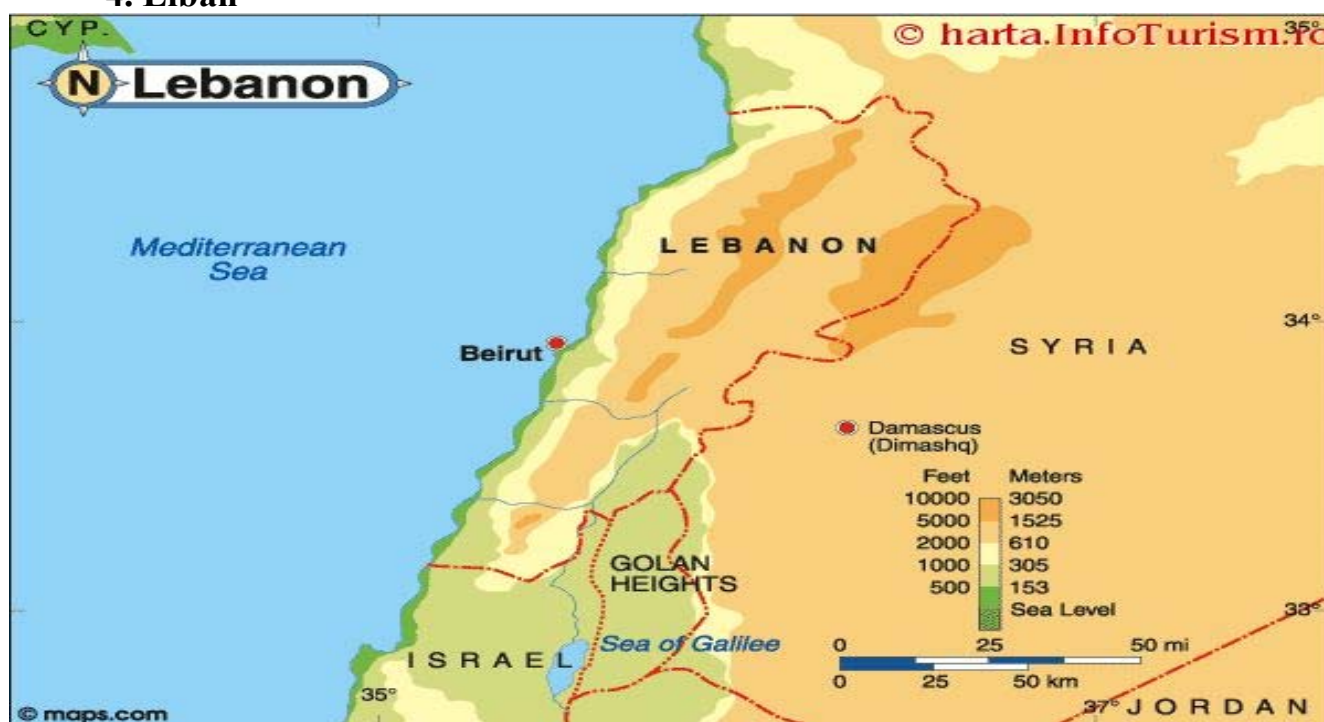 4. Liban
CYP.
© harta.InfoTurism.ro
35°
N Lebanon
Mediterranean
Sea
LEBANON
34°
Beirut
SYRIA
Damascus
(Dimashq)
Feet Meters
10000 3050
5000 1525
2000 610
1000 305
500 153
Sea Level
GOLAN
HEIGHTS
33°
Sea of Galilee
ISRAEL
0 25 50 mi
0 25 50 km
35°
37°
JORDAN
© maps.com